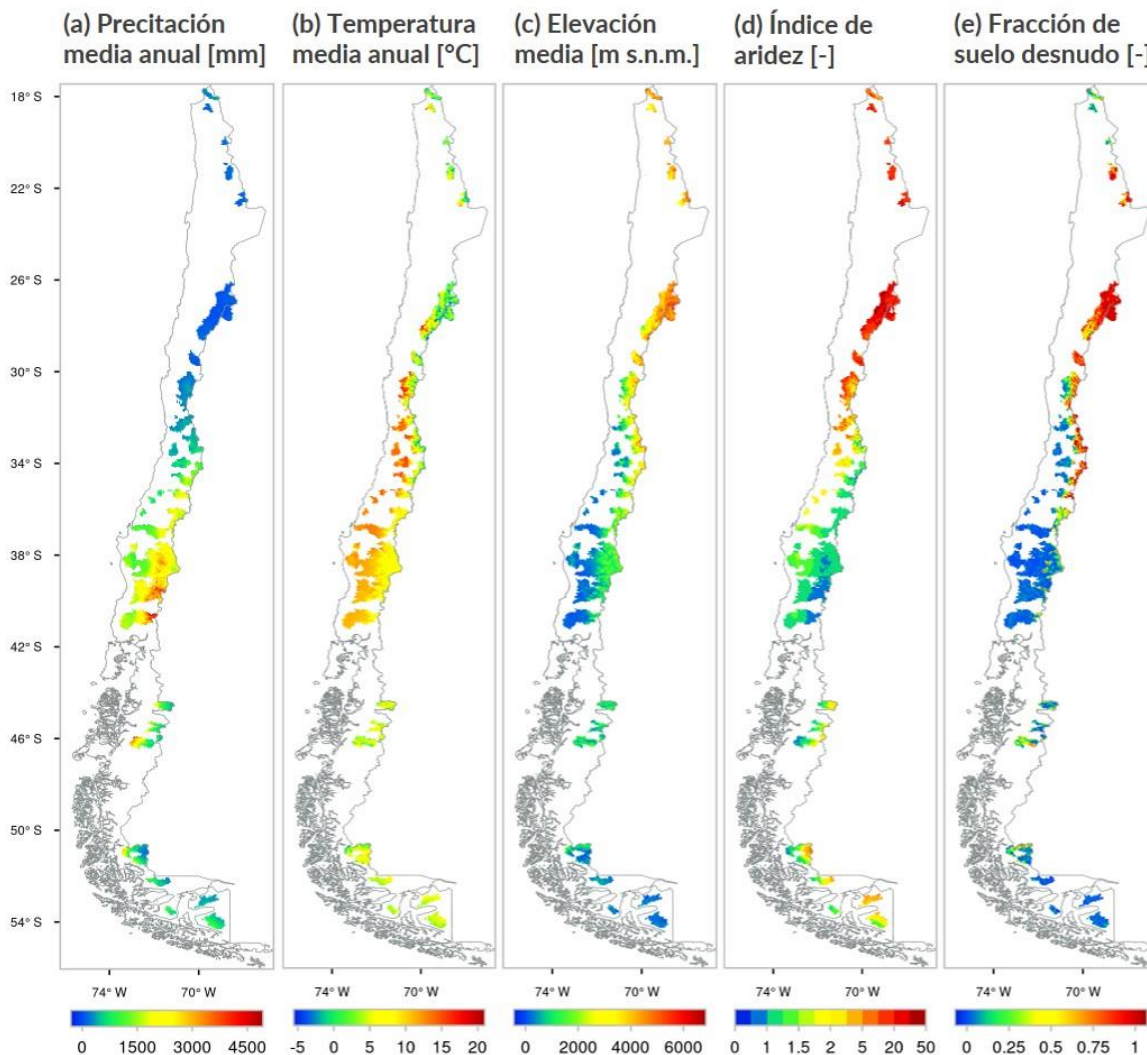 (a) Precitación
media anual [mm]
(b) Temperatura
media anual [°C]
(c) Elevación
media [m s.n.m.]
(d) Índice de
aridez [-]
(e) Fracción de
suelo desnudo [-]
18° S
22° S
26° S
30° S
34° S
38° S
42° S
46° S
50° S
54° S
74° W 70° W
74° W 70° W
74° W 70° W
74° W 70° W
74° W 70° W
0 1500 3000 4500
-5 0 5 10 15 20
0 2000 4000 6000
0 1 1.5 2 5 20 50
0 0.25 0.5 0.75 1